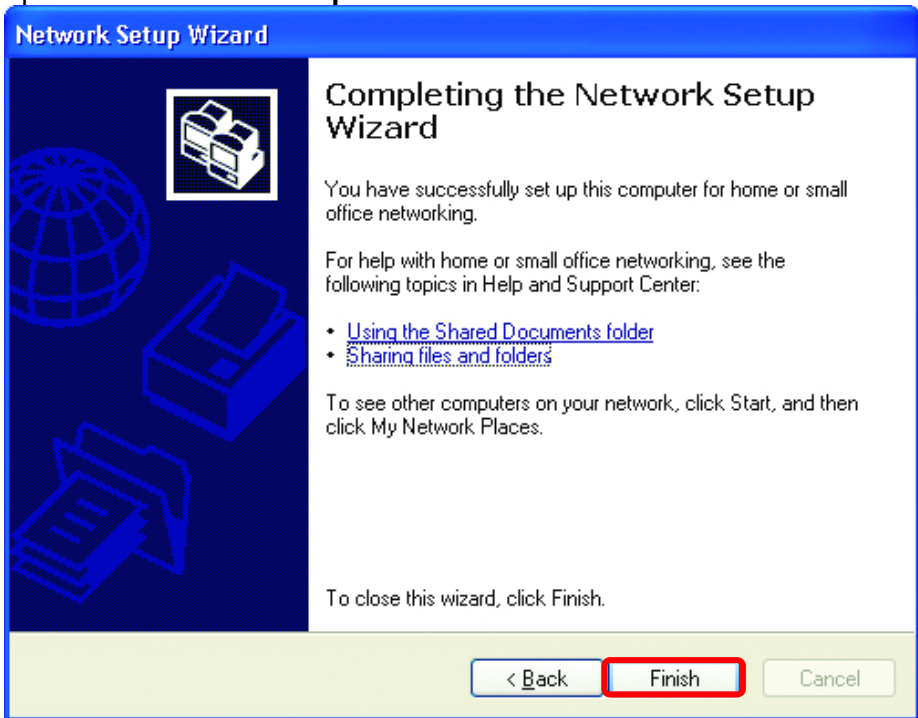 Network Setup Wizard
Completing the Network Setup
Wizard
You have successfully set up this computer for home or small
office networking.
For help with home or small office networking, see the
following topics in Help and Support Center:
• Using the Shared Documents folder
• Sharing files and folders
To see other computers on your network, click Start, and then
click My Network Places.
To close this wizard, click Finish.
< Back Finish Cancel